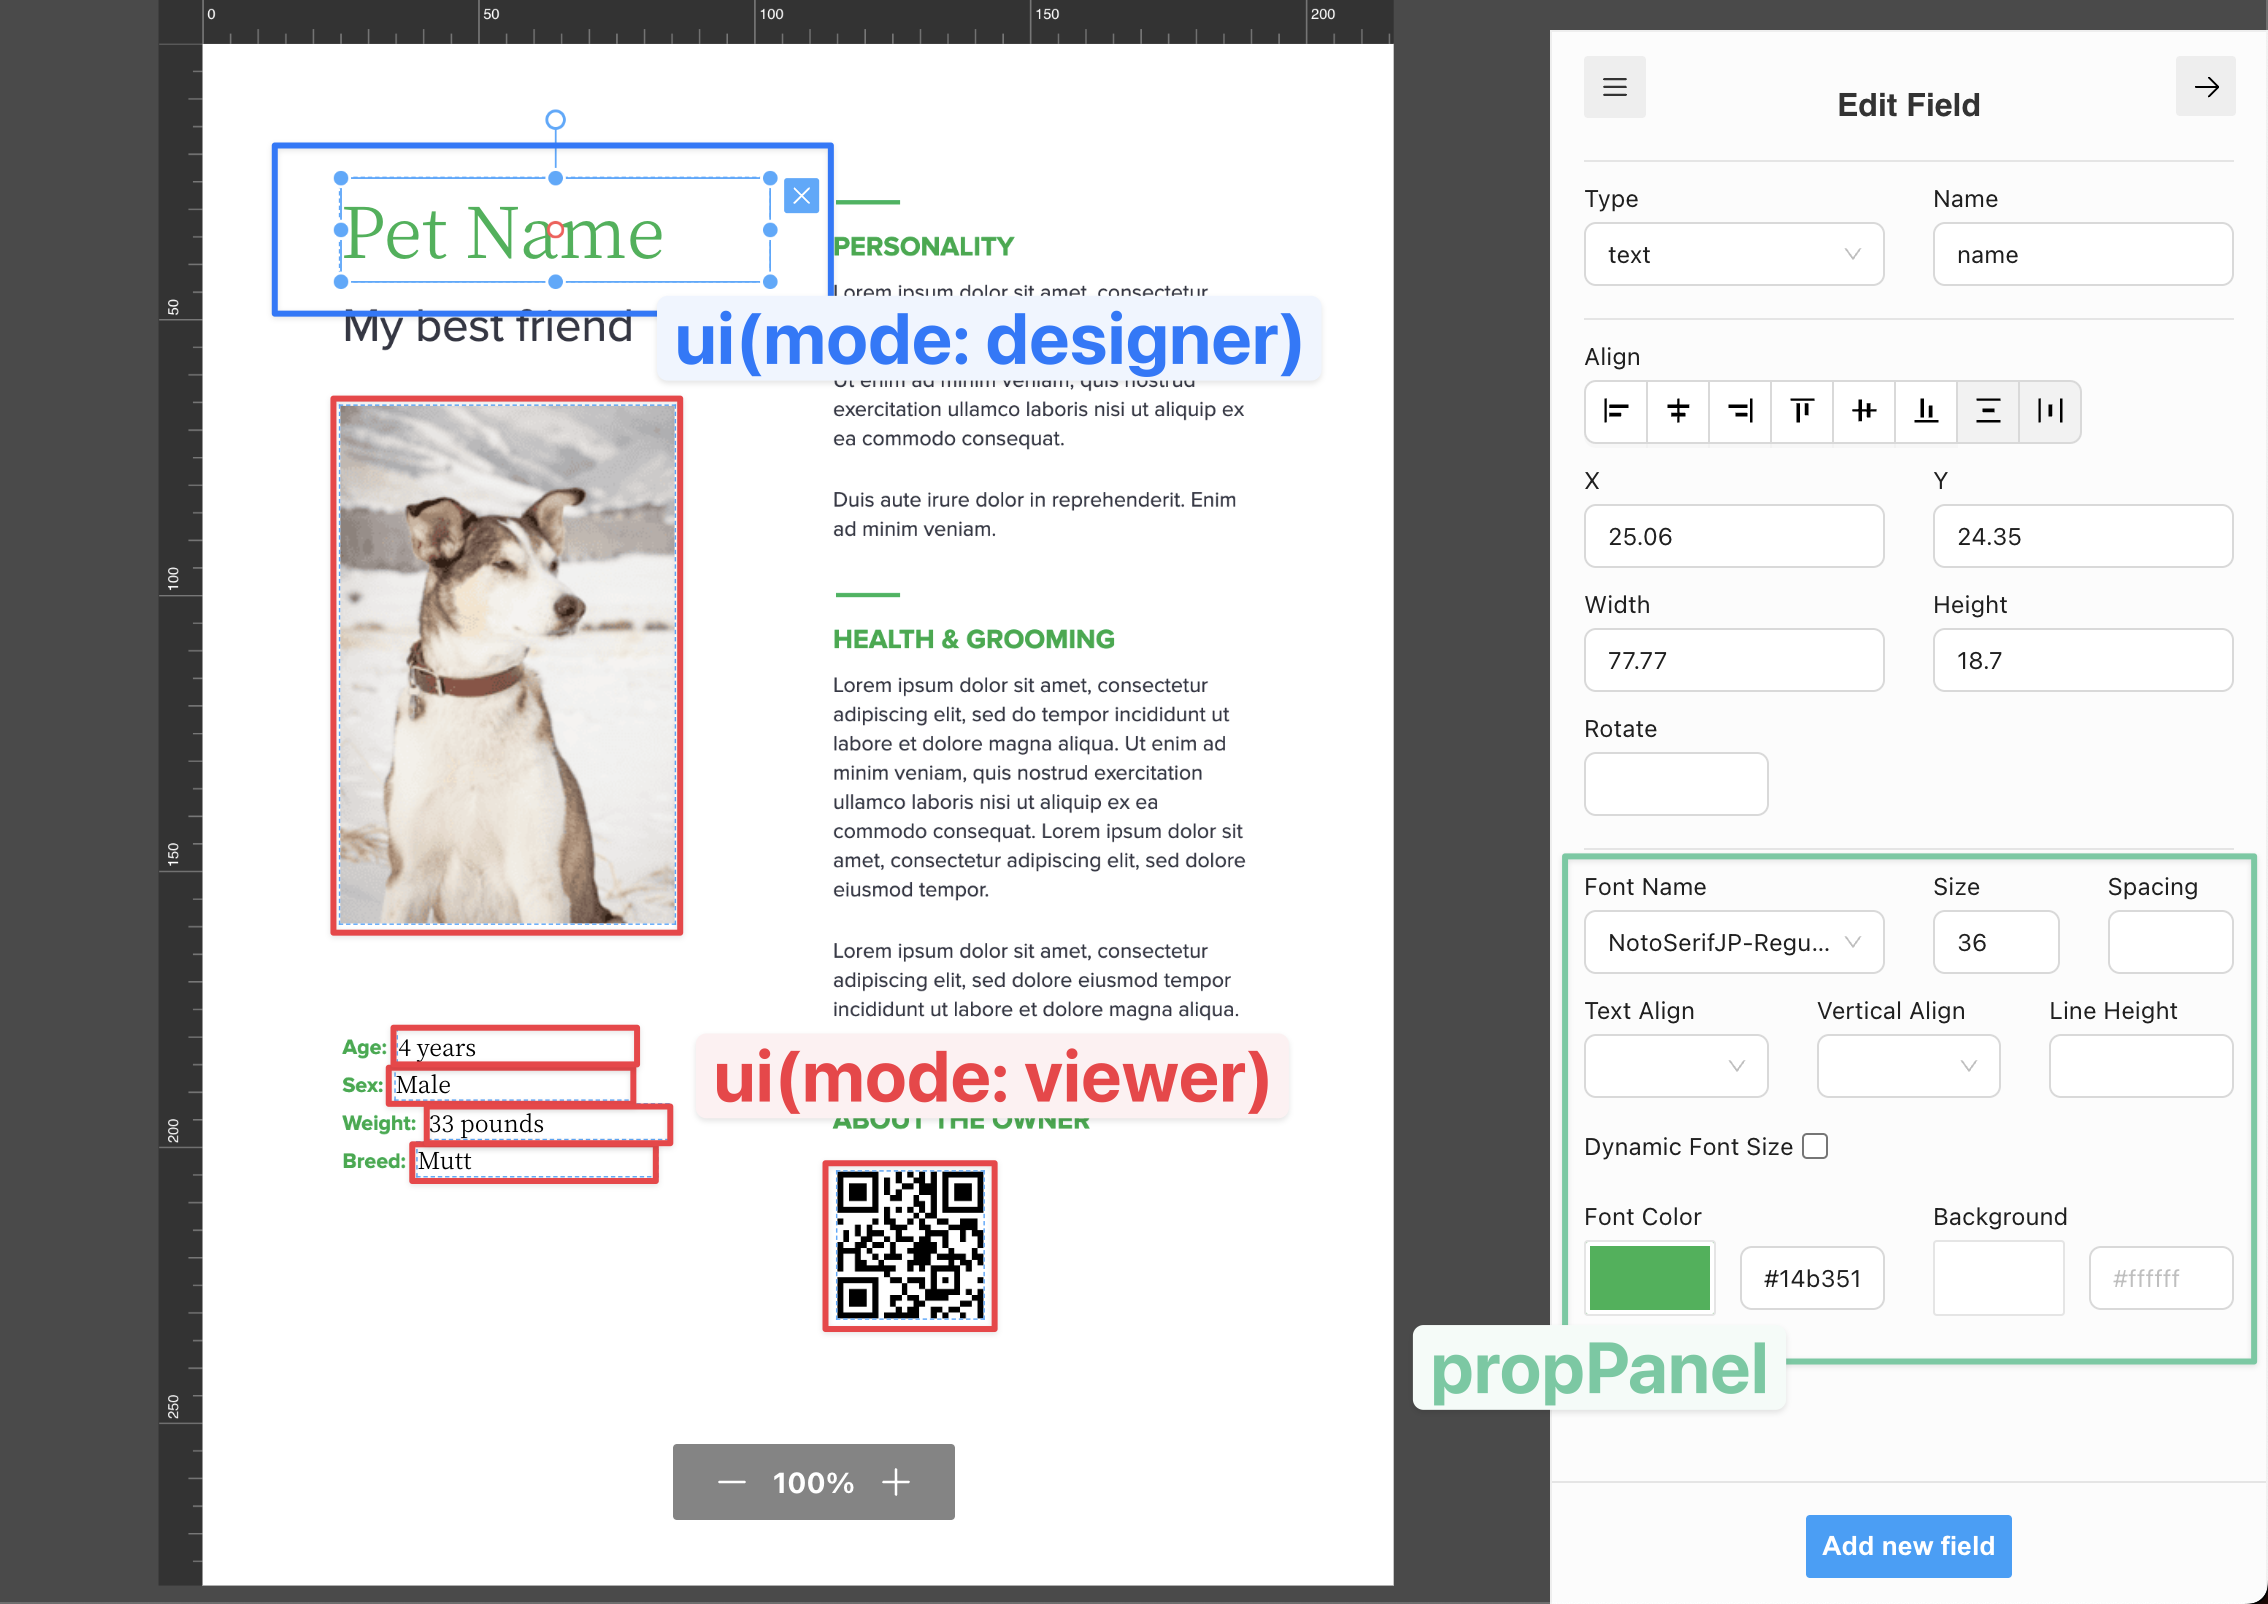 0
50
100
150
200
50
100
150
200
250
Pet Name
My best friend
PERSONALITY
Lorem ipsum dolor sit amet, consectetur
ui(mode: designer)
Ut enim ad minim veniam, quis nostrud
exercitation ullamco laboris nisi ut aliquip ex
ea commodo consequat.
Duis aute irure dolor in reprehenderit. Enim
ad minim veniam.
HEALTH & GROOMING
Lorem ipsum dolor sit amet, consectetur
adipiscing elit, sed do tempor incididunt ut
labore et dolore magna aliqua. Ut enim ad
minim veniam, quis nostrud exercitation
ullamco laboris nisi ut aliquip ex ea
commodo consequat. Lorem ipsum dolor sit
amet, consectetur adipiscing elit, sed dolore
eiusmod tempor.
Lorem ipsum dolor sit amet, consectetur
adipiscing elit, sed dolore eiusmod tempor
incididunt ut labore et dolore magna aliqua.
Age: 4 years
Sex: Male
Weight: 33 pounds
Breed: Mutt
ui(mode: viewer)
ABOUT THE OWNER
100%
Edit Field
Type
Name
text
name
Align
X
Y
25.06
24.35
Width
Height
77.77
18.7
Rotate
Font Name
Size
Spacing
NotoSerifJP-Regu...
36
Text Align
Vertical Align
Line Height
Dynamic Font Size
Font Color
Background
#14b351
#ffffff
propPanel
Add new field